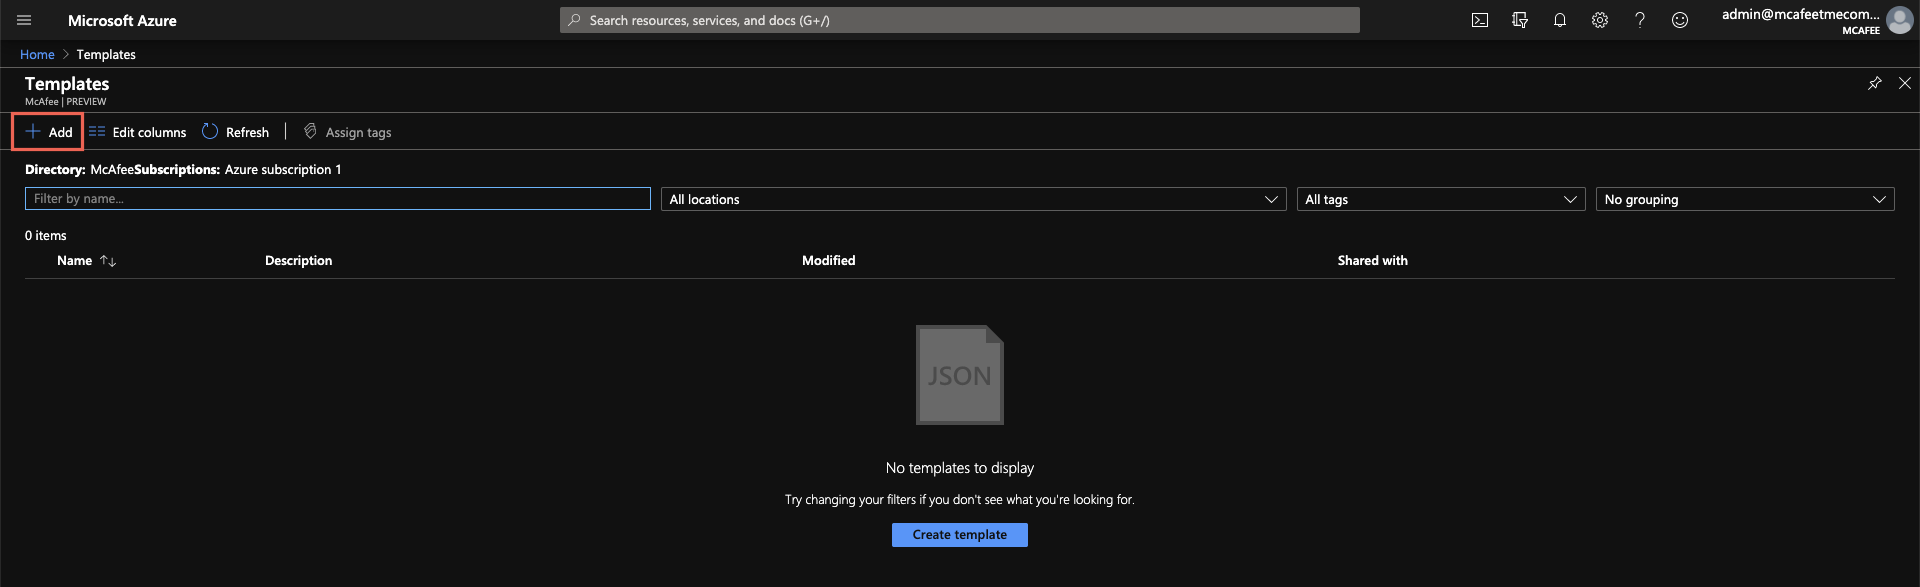 Microsoft Azure
Search resources, services, and docs (G+/)
admin@mcafeetmecom...
MCAFEE
Home > Templates
Templates
McAfee | PREVIEW
Add
Edit columns
Refresh
Assign tags
Directory: McAfeeSubscriptions: Azure subscription 1
Filter by name...
All locations
All tags
No grouping
0 items
Name
Description
Modified
Shared with
JSON
No templates to display
Try changing your filters if you don't see what you're looking for.
Create template